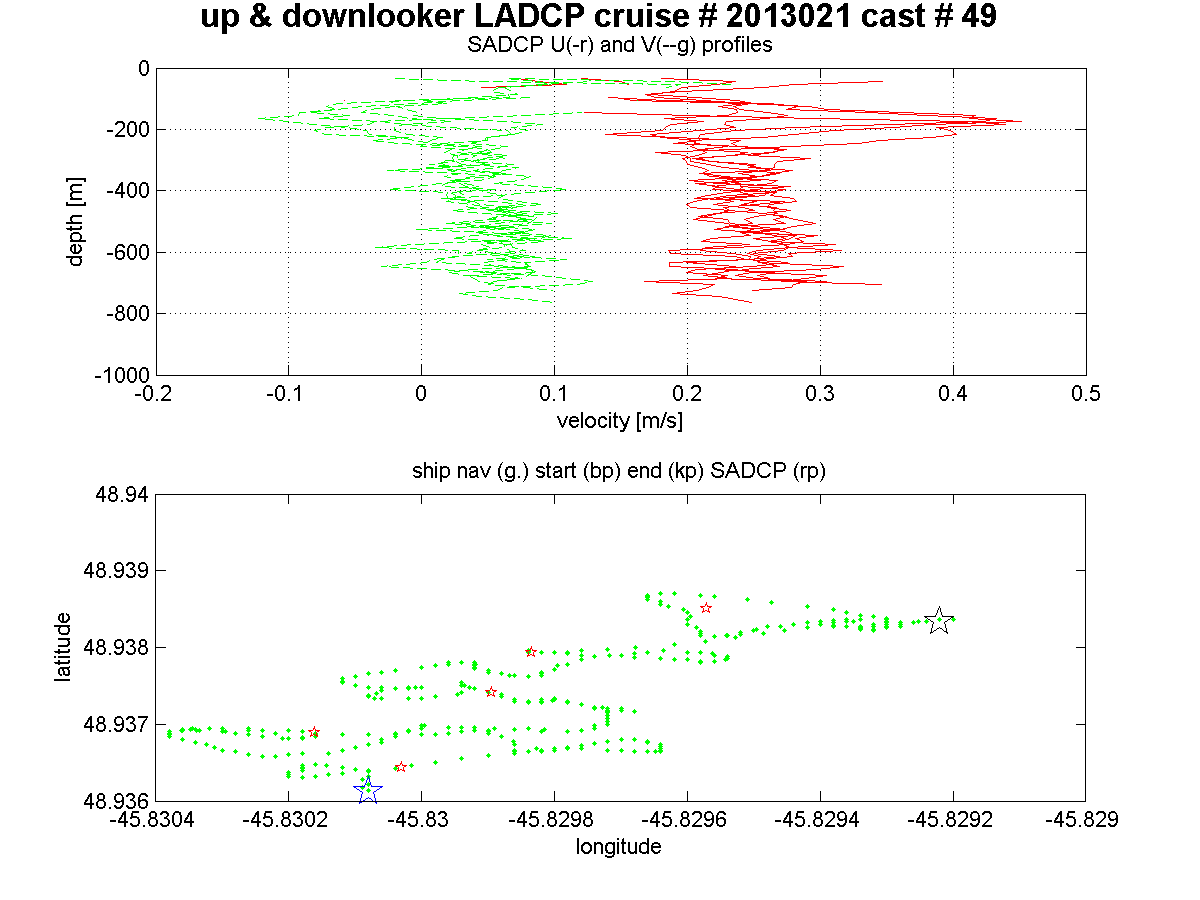 up & downlooker LADCP cruise # 2013021 cast # 49
SADCP U(-r) and V(--g) profiles
0
-200
-400
-600
-800
-1000
depth [m]
-0.2 -0.1 0 0.1 0.2 0.3 0.4 0.5
velocity [m/s]
ship nav (g.) start (bp) end (kp) SADCP (rp)
48.94
48.939
48.938
48.937
48.936
latitude
-45.8304 -45.8302 -45.83 -45.8298 -45.8296 -45.8294 -45.8292 -45.829
longitude